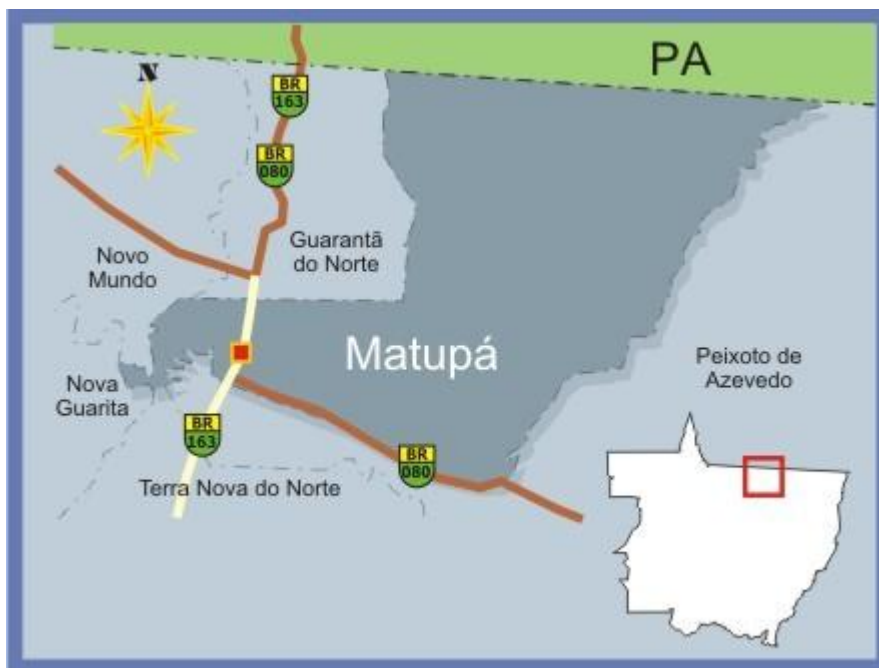 PA
N
BR
163
BR
080
Guarantã
do Norte
Novo
Mundo
Matupá
Peixoto de
Azevedo
Nova
Guarita
BR
163
BR
080
Terra Nova do Norte